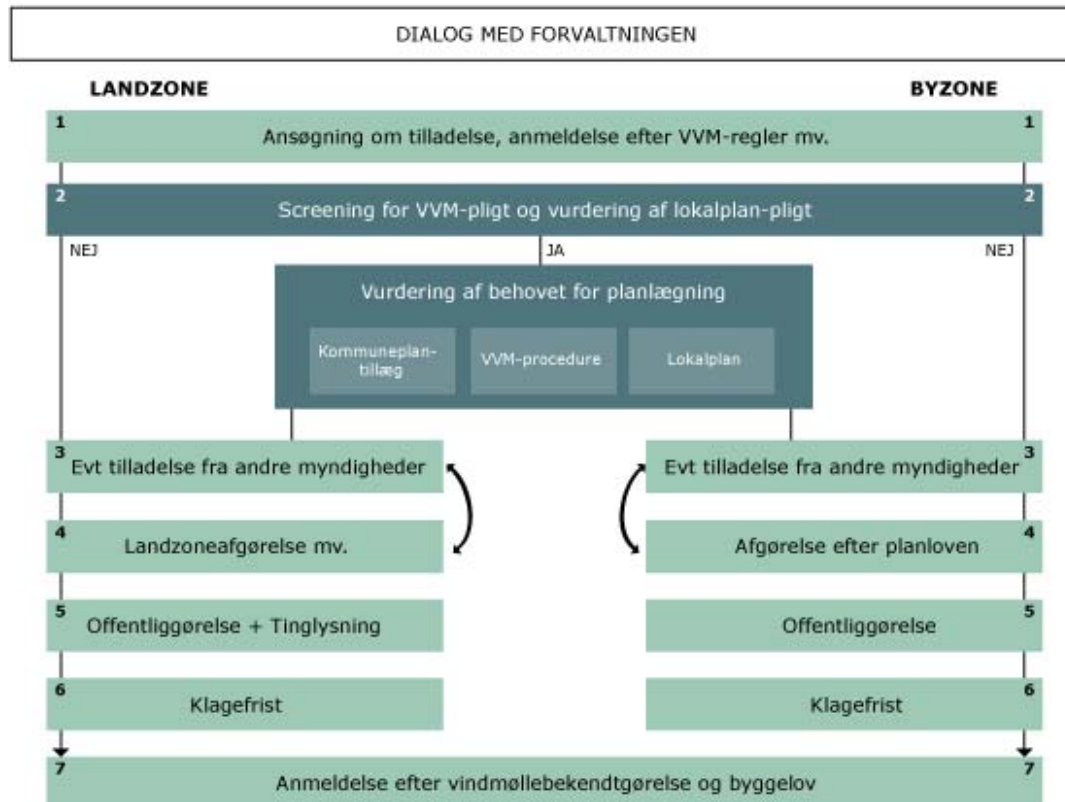 DIALOG MED FORVALTNINGEN
LANDZONE
BYZONE
1 Ansøgning om tilladelse, anmeldelse efter VVM-regler mv. 1
2 Screening for VVM-pligt og vurdering af lokalplan-pligt 2
NEJ
JA
NEJ
Vurdering af behovet for planlægning
Kommuneplan-
tillæg
VVM-procedure
Lokalplan
3 Evt tilladelse fra andre myndigheder
Evt tilladelse fra andre myndigheder 3
4 Landzoneafgørelse mv.
Afgørelse efter planloven 4
5 Offentliggørelse + Tinglysning
Offentliggørelse 5
6 Klagefrist
Klagefrist 6
7 Anmeldelse efter vindmøllebekendtgørelse og byggelov 7